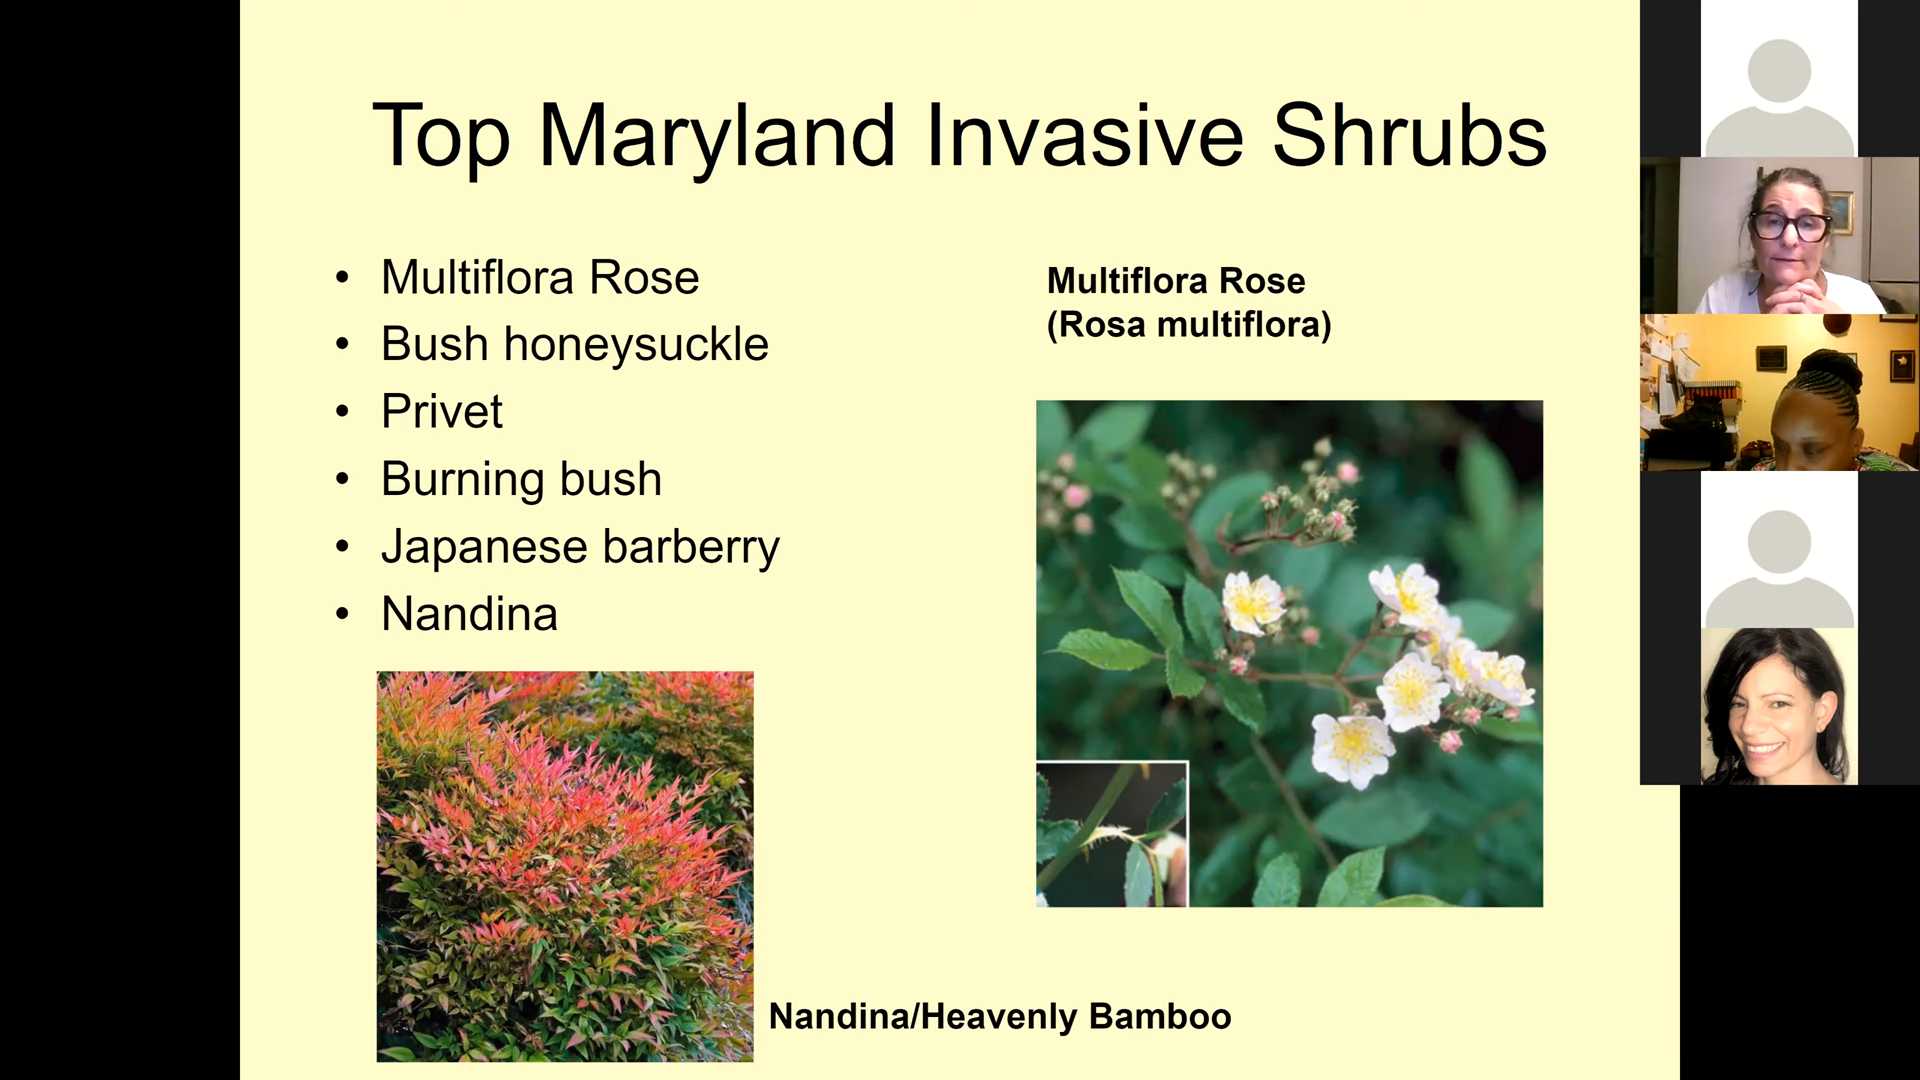 Top Maryland Invasive Shrubs
• Multiflora Rose
• Bush honeysuckle
• Privet
• Burning bush
• Japanese barberry
• Nandina
Multiflora Rose
(Rosa multiflora)
Nandina/Heavenly Bamboo